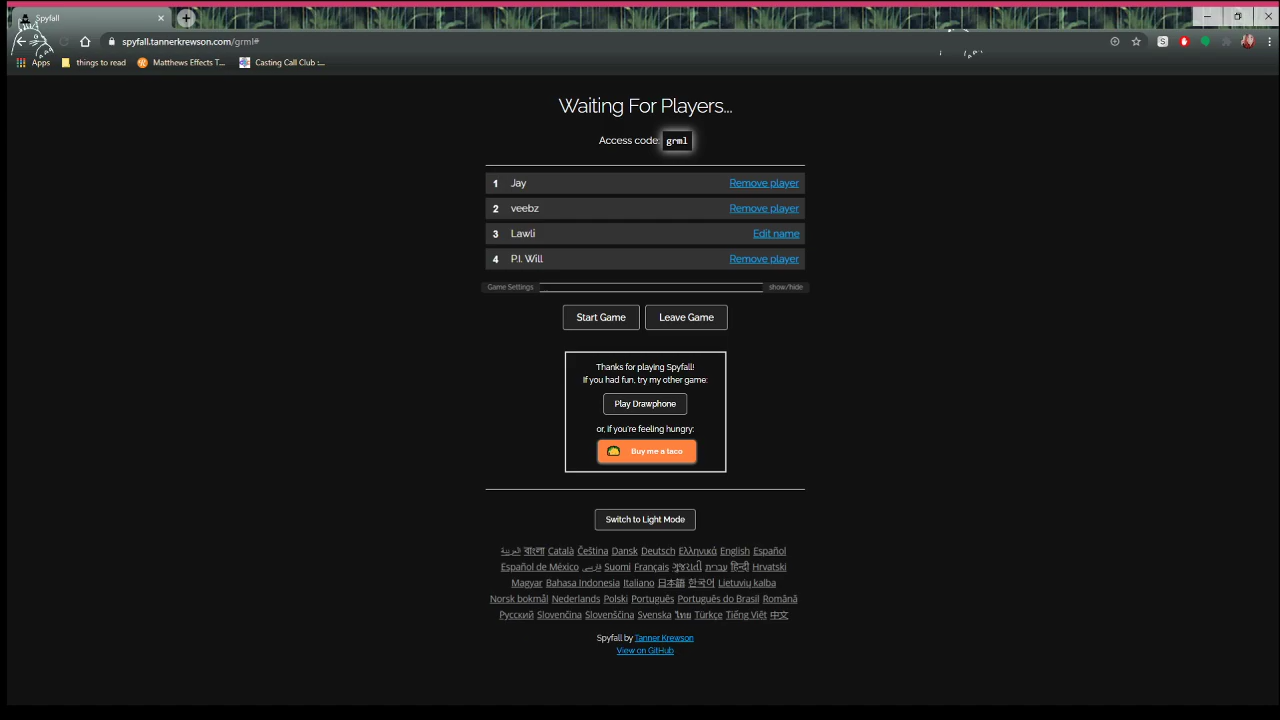 Spyfall
spyfall.tannerkrewson.com/grml#
Apps things to read Matthews Effects T... Casting Call Club :...
Waiting For Players...
Access code: grml
1 Jay Remove player
2 veebz Remove player
3 Lawli Edit name
4 P.I. Will Remove player
Game Settings show/hide
Start Game Leave Game
Thanks for playing Spyfall!
If you had fun, try my other game:
Play Drawphone
or, if you're feeling hungry:
Buy me a taco
Switch to Light Mode
العربية বাংলা Català Čeština Dansk Deutsch Ελληνικά English Español
Español de México فارسی Suomi Français ગુજરાતી עברית हिन्दी Hrvatski
Magyar Bahasa Indonesia Italiano 日本語 한국어 Lietuvių kalba
Norsk bokmål Nederlands Polski Português Português do Brasil Română
Русский Slovenčina Slovenščina Svenska ไทย Türkçe Tiếng Việt 中文
Spyfall by Tanner Krewson
View on GitHub